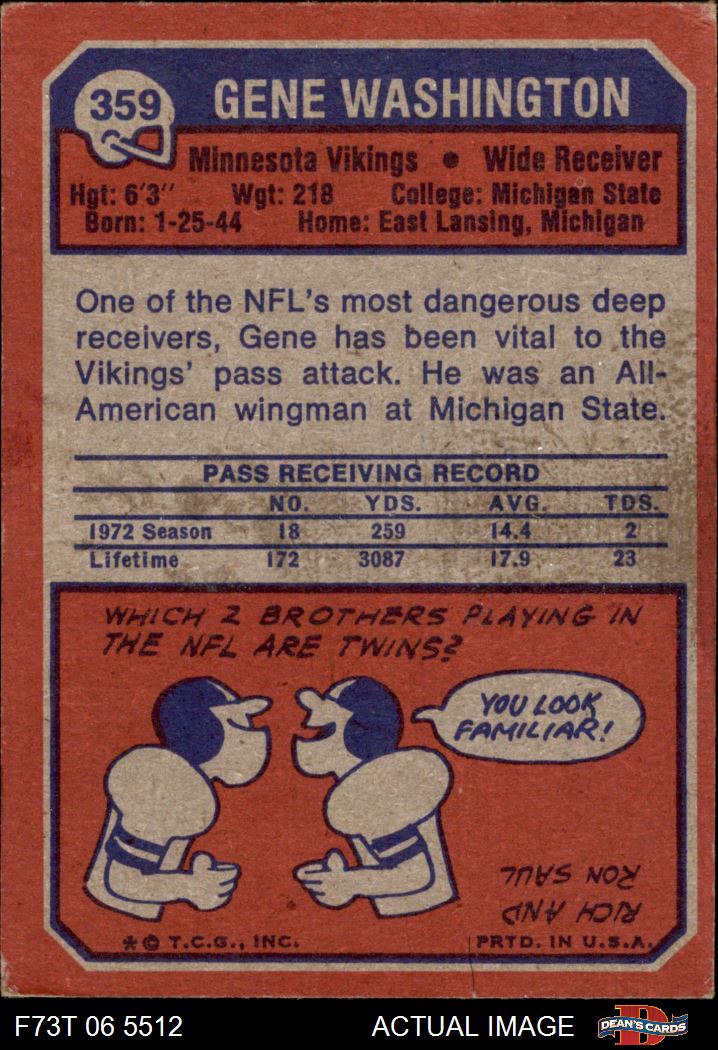 359
GENE WASHINGTON
Minnesota Vikings • Wide Receiver
Hgt: 6'3" Wgt: 218 College: Michigan State
Born: 1-25-44 Home: East Lansing, Michigan
One of the NFL's most dangerous deep
receivers, Gene has been vital to the
Vikings' pass attack. He was an All-
American wingman at Michigan State.
PASS RECEIVING RECORD
NO. YDS. AVG. TDS.
1972 Season 18 259 14.4 2
Lifetime 172 3087 17.9 23
WHICH 2 BROTHERS PLAYING IN
THE NFL ARE TWINS?
YOU LOOK
FAMILIAR!
RICH AND
RON SAUL
* © T.C.G., INC. PRTD. IN U.S.A.
F73T 06 5512 ACTUAL IMAGE
D
DEAN'S CARDS